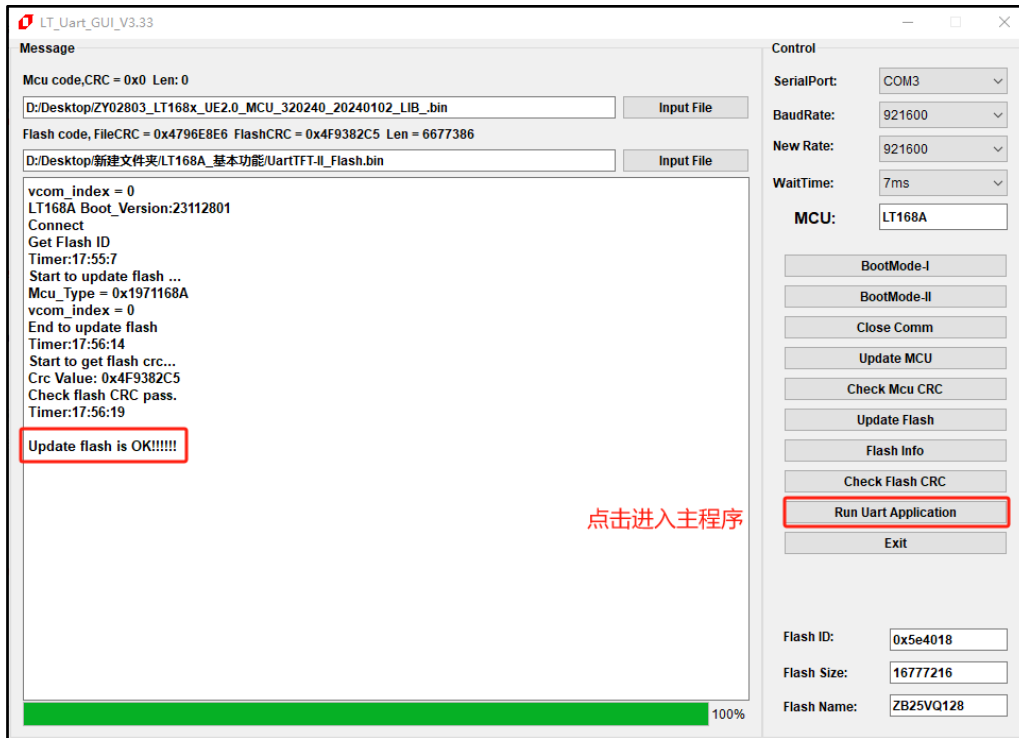 LT_Uart_GUI_V3.33
Message
Mcu code,CRC = 0x0 Len: 0
D:/Desktop/ZY02803_LT168x_UE2.0_MCU_320240_20240102_LIB_.bin
Input File
Flash code, FileCRC = 0x4796E8E6 FlashCRC = 0x4F9382C5 Len = 6677386
D:/Desktop/新建文件夹/LT168A_基本功能/UartTFT-II_Flash.bin
Input File
vcom_index = 0
LT168A Boot_Version:23112801
Connect
Get Flash ID
Timer:17:55:7
Start to update flash ...
Mcu_Type = 0x1971168A
vcom_index = 0
End to update flash
Timer:17:56:14
Start to get flash crc...
Crc Value: 0x4F9382C5
Check flash CRC pass.
Timer:17:56:19
Update flash is OK!!!!!!
点击进入主程序
100%
Control
SerialPort: COM3
BaudRate: 921600
New Rate: 921600
WaitTime: 7ms
MCU: LT168A
BootMode-I
BootMode-II
Close Comm
Update MCU
Check Mcu CRC
Update Flash
Flash Info
Check Flash CRC
Run Uart Application
Exit
Flash ID: 0x5e4018
Flash Size: 16777216
Flash Name: ZB25VQ128